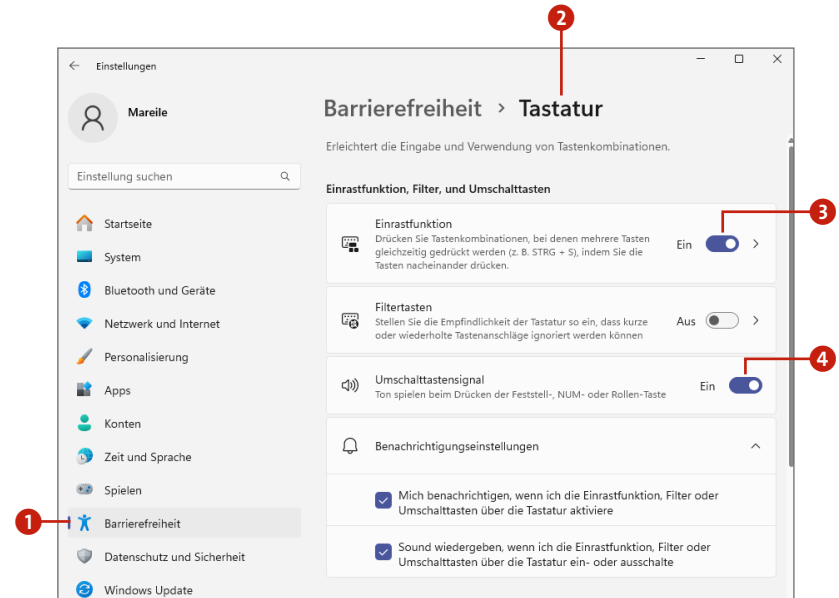 2
Einstellungen
Mareile
Barrierefreiheit > Tastatur
Erleichtert die Eingabe und Verwendung von Tastenkombinationen.
Einstellung suchen
Einrastfunktion, Filter, und Umschalttasten
3
Startseite
System
Bluetooth und Geräte
Netzwerk und Internet
Personalisierung
Apps
Konten
Zeit und Sprache
Spielen
1
Barrierefreiheit
Datenschutz und Sicherheit
Windows Update
Einrastfunktion
Drücken Sie Tastenkombinationen, bei denen mehrere Tasten
gleichzeitig gedrückt werden (z. B. STRG + S), indem Sie die
Tasten nacheinander drücken.
Ein
Filtertasten
Stellen Sie die Empfindlichkeit der Tastatur so ein, dass kurze
oder wiederholte Tastenanschläge ignoriert werden können
Aus
4
Umschalttastensignal
Ton spielen beim Drücken der Feststell-, NUM- oder Rollen-Taste
Ein
Benachrichtigungseinstellungen
Mich benachrichtigen, wenn ich die Einrastfunktion, Filter oder
Umschalttasten über die Tastatur aktiviere
Sound wiedergeben, wenn ich die Einrastfunktion, Filter oder
Umschalttasten über die Tastatur ein- oder ausschalte